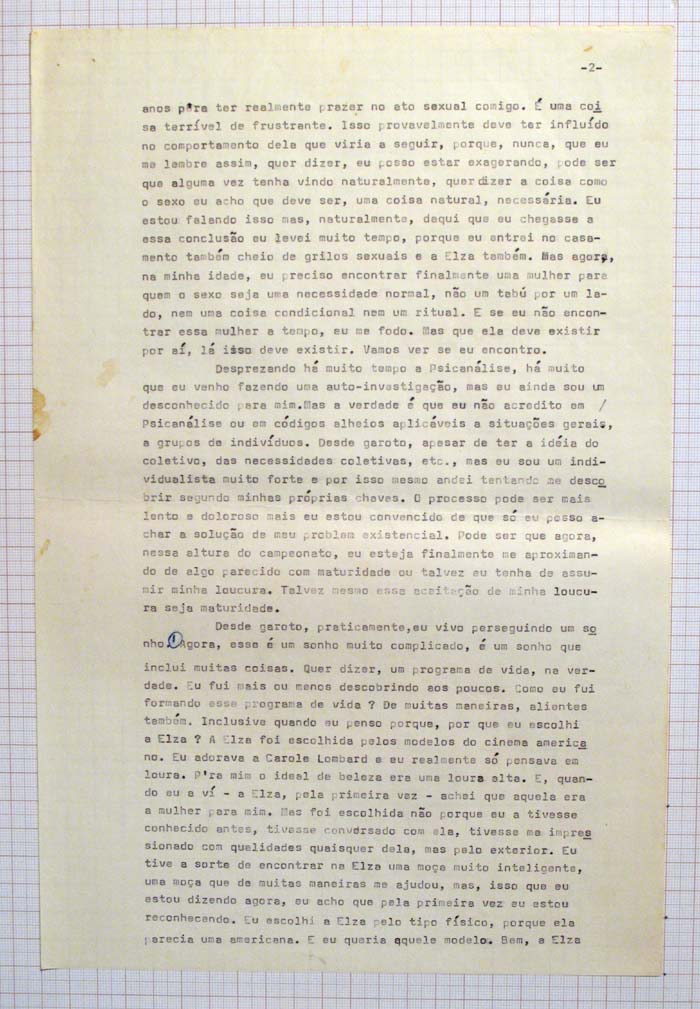 -2-
anos para ter realmente prazer no ato sexual comigo. É uma coi
sa terrível de frustrante. Isso provavelmente deve ter influído
no comportamento dela que viria a seguir, porque, nunca, que eu
me lembre assim, quer dizer, eu posso estar exagerando, pode ser
que alguma vez tenha vindo naturalmente, querdizer a coisa como
o sexo eu acho que deve ser, uma coisa natural, necessária. Eu
estou falando isso mas, naturalmente, daqui que eu chegasse a
essa conclusão eu levei muito tempo, porque eu entrei no casa-
mento também cheio de grilos sexuais e a Elza também. Mas agora,
na minha idade, eu preciso encontrar finalmente uma mulher para
quem o sexo seja uma necessidade normal, não um tabú por um la-
do, nem uma coisa condicional nem um ritual. E se eu não encon-
trar essa mulher a tempo, eu me fodo. Mas que ela deve existir
por aí, lá isso deve existir. Vamos ver se eu encontro.
Desprezando há muito tempo a Psicanálise, há muito
que eu venho fazendo uma auto-investigação, mas eu ainda sou um
desconhecido para mim.Mas a verdade é que eu não acredito em /
Psicanálise ou em códigos alheios aplicáveis a situações gerais,
a grupos de indivíduos. Desde garoto, apesar de ter a idéia do
coletivo, das necessidades coletivas, etc., mas eu sou um indi-
vidualista muito forte e por isso mesmo andei tentando me desco
brir segundo minhas próprias chaves. O processo pode ser mais
lento e doloroso mais eu estou convencido de que só eu posso a-
char a solução de meu problem existencial. Pode ser que agora,
nessa altura do campeonato, eu esteja finalmente me aproximan-
do de algo parecido com maturidade ou talvez eu tenha de assu-
mir minha loucura. Talvez mesmo essa aceitação de minha loucu-
ra seja maturidade.
Desde garoto, praticamente,eu vivo perseguindo um so
nho! Agora, esse é um sonho muito complicado, é um sonho que
inclui muitas coisas. Quer dizer, um programa de vida, na ver-
dade. Eu fui mais ou menos descobrindo aos poucos. Como eu fui
formando esse programa de vida ? De muitas maneiras, alientes
também. Inclusive quando eu penso porque, por que eu escolhi
a Elza ? A Elza foi escolhida pelos modelos do cinema america
no. Eu adorava a Carole Lombard e eu realmente só pensava em
loura. P'ra mim o ideal de beleza era uma loura alta. E, quan-
do eu a ví - a Elza, pela primeira vez - achei que aquela era
a mulher para mim. Mas foi escolhida não porque eu a tivesse
conhecido antes, tivesse conversado com ela, tivesse me impres
sionado com qualidades quaisquer dela, mas pelo exterior. Eu
tive a sorte de encontrar na Elza uma moça muito inteligente,
uma moça que de muitas maneiras me ajudou, mas, isso que eu
estou dizendo agora, eu acho que pela primeira vez eu estou
reconhecendo. Eu escolhi a Elza pelo tipo físico, porque ela
parecia uma americana. E eu queria aquele modelo. Bem, a Elza